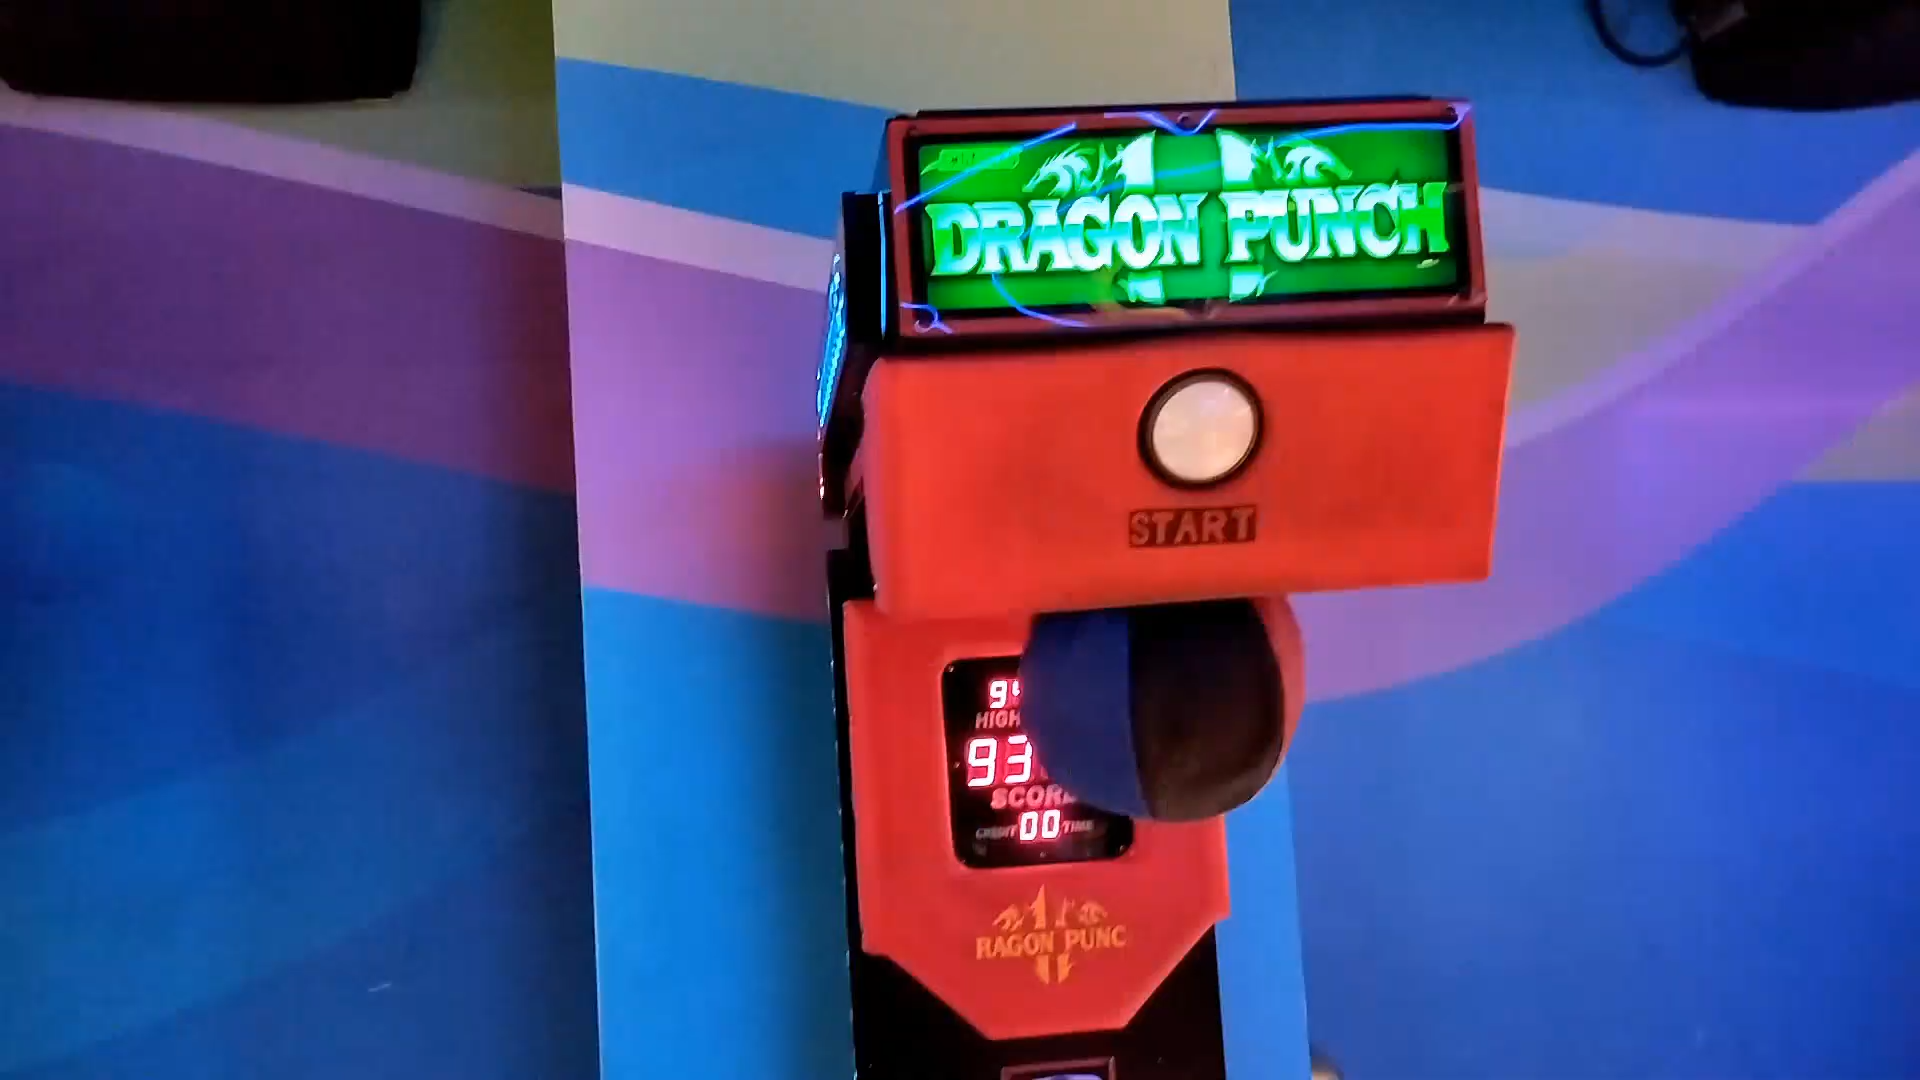 DRAGON PUNCH
START
HIGH
93
SCORE
CREDIT 00 TIME
RAGON PUNC